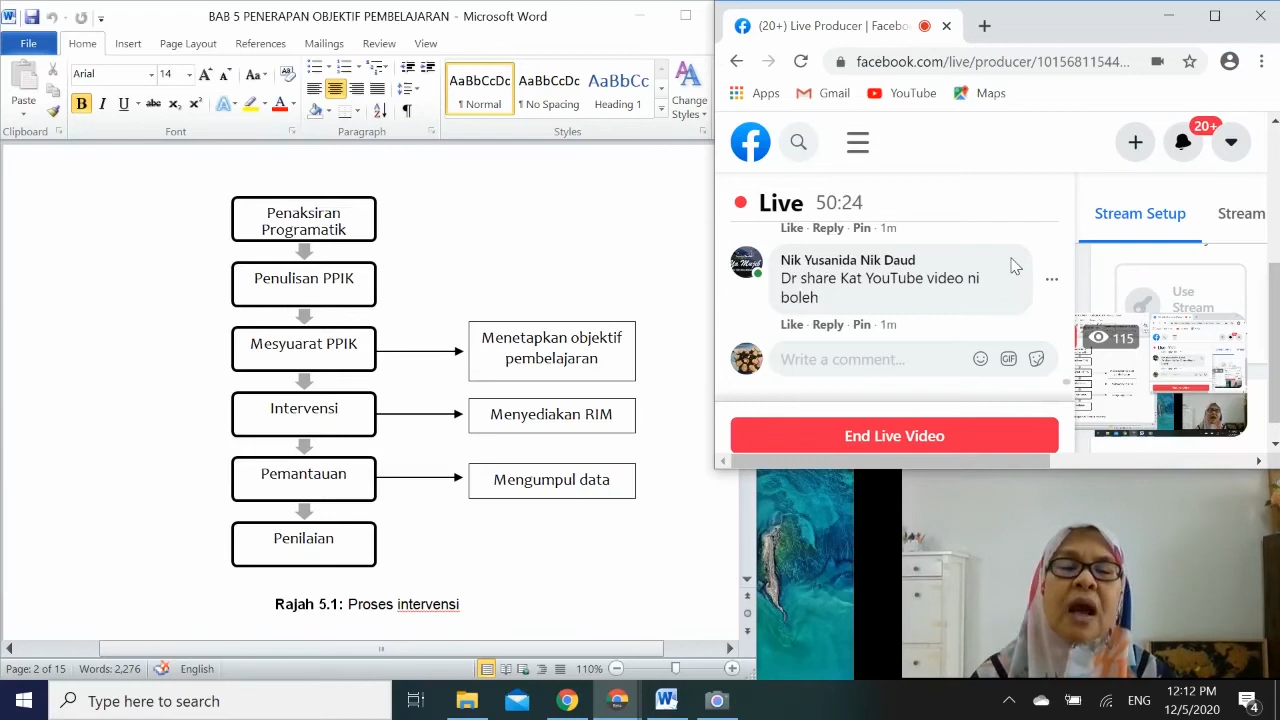 BAB 5 PENERAPAN OBJEKTIF PEMBELAJARAN - Microsoft Word
File Home Insert Page Layout References Mailings Review View
Arial 14
Paste
B I U abc x₂ x² A A
Aa
AaBbCcDc AaBbCcDc AaBbCc
¶ Normal ¶ No Spacing Heading 1
Change
Styles
Clipboard Font Paragraph Styles
Penaksiran
Programatik
Penulisan PPIK
Mesyuarat PPIK
Menetapkan objektif
pembelajaran
Intervensi
Menyediakan RIM
Pemantauan
Mengumpul data
Penilaian
Rajah 5.1: Proses intervensi
Page: 2 of 15 Words: 2,276 English 110%
(20+) Live Producer | Facebo
facebook.com/live/producer/10156811544...
Apps Gmail YouTube Maps
20+
Live 50:24
Like · Reply · Pin · 1m
Nik Yusanida Nik Daud
Dr share Kat YouTube video ni
boleh
Like · Reply · Pin · 1m
Write a comment...
GIF
End Live Video
Stream Setup Stream
Use
Stream
115
Type here to search
ENG
12:12 PM
12/5/2020
4